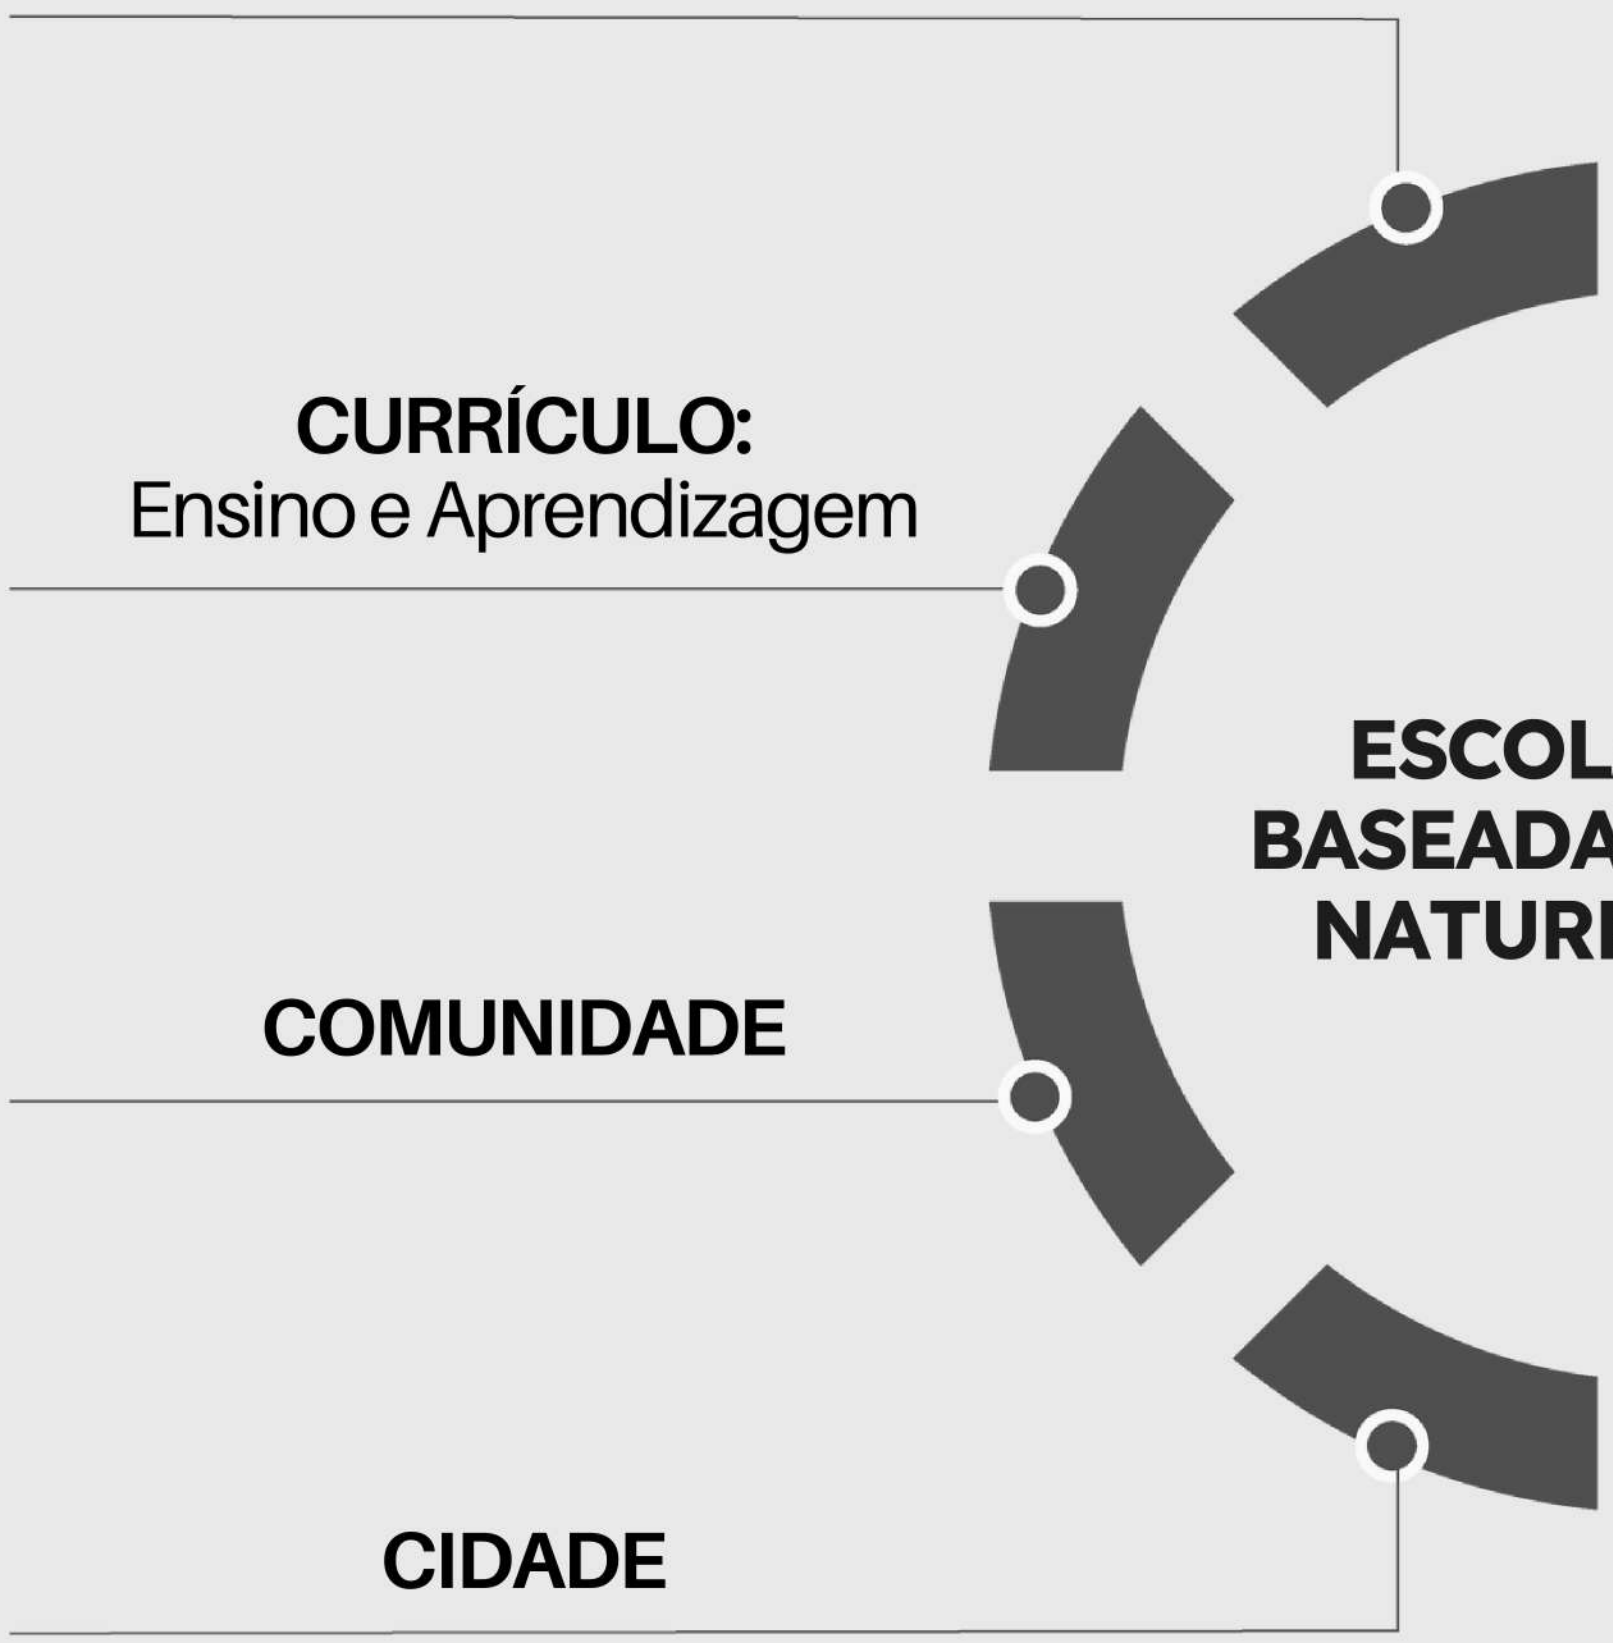 CURRÍCULO:
Ensino e Aprendizagem
ESCOL
BASEADA
NATUR
COMUNIDADE
CIDADE